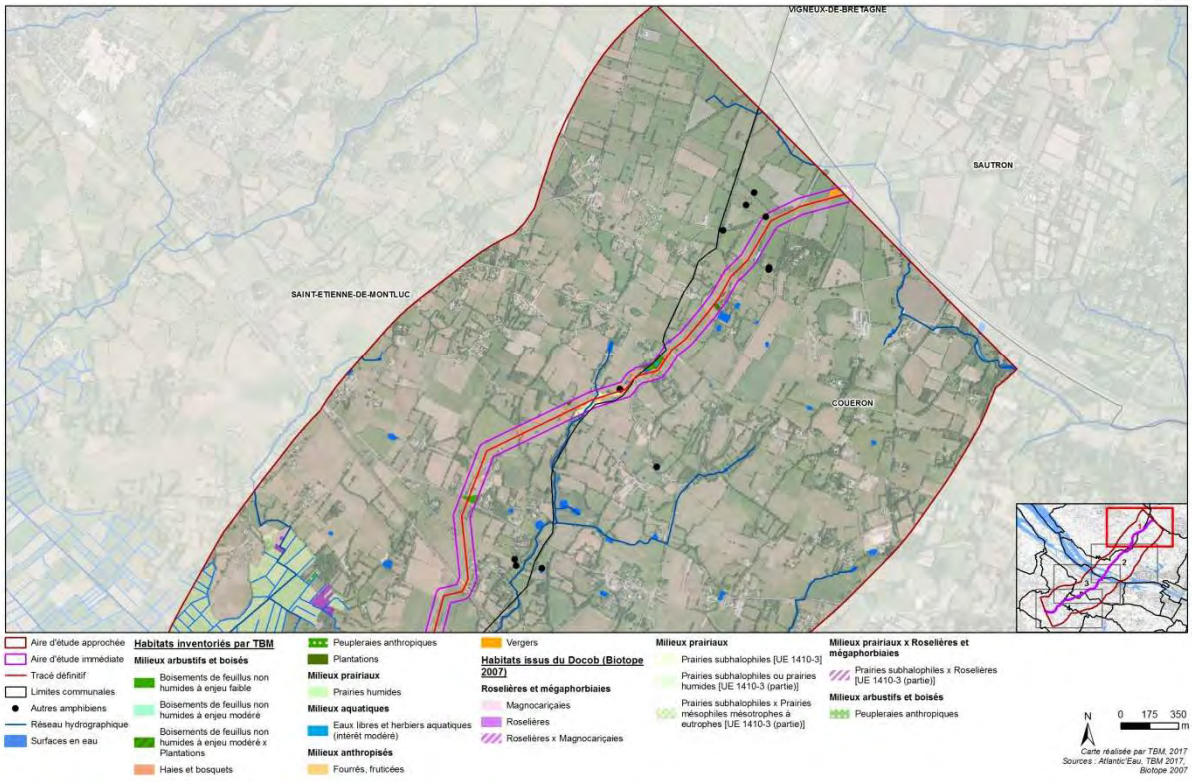 VIGNEUX-DE-BRETAGNE
SAUTRON
SAINT-ETIENNE-DE-MONTLUC
COUERON
1
2
3
Aire d'étude approchée
Aire d'étude immédiate
Tracé définitif
Limites communales
Autres amphibiens
Réseau hydrographique
Surfaces en eau
Habitats inventoriés par TBM
Milieux arbustifs et boisés
Boisements de feuillus non
humides à enjeu faible
Boisements de feuillus non
humides à enjeu modéré
Boisements de feuillus non
humides à enjeu modéré x
Plantations
Haies et bosquets
Peupleraies anthropiques
Plantations
Milieux prairiaux
Prairies humides
Milieux aquatiques
Eaux libres et herbiers aquatiques
(intérêt modéré)
Milieux anthropisés
Fourrés, fruticées
Vergers
Habitats issus du Docob (Biotope
2007)
Roselières et mégaphorbiaies
Magnocariçaies
Roselières
Roselières x Magnocariçaies
Milieux prairiaux
Prairies subhalophiles [UE 1410-3]
Prairies subhalophiles ou prairies
humides [UE 1410-3 (partie)]
Prairies subhalophiles x Prairies
mésophiles mésotrophes à
eutrophes [UE 1410-3 (partie)]
Milieux prairiaux x Roselières et
mégaphorbiaies
Prairies subhalophiles x Roselières
[UE 1410-3 (partie)]
Milieux arbustifs et boisés
Peupleraies anthropiques
N
0 175 350
m
Carte réalisée par TBM, 2017
Sources : Atlantic'Eau, TBM 2017,
Biotope 2007